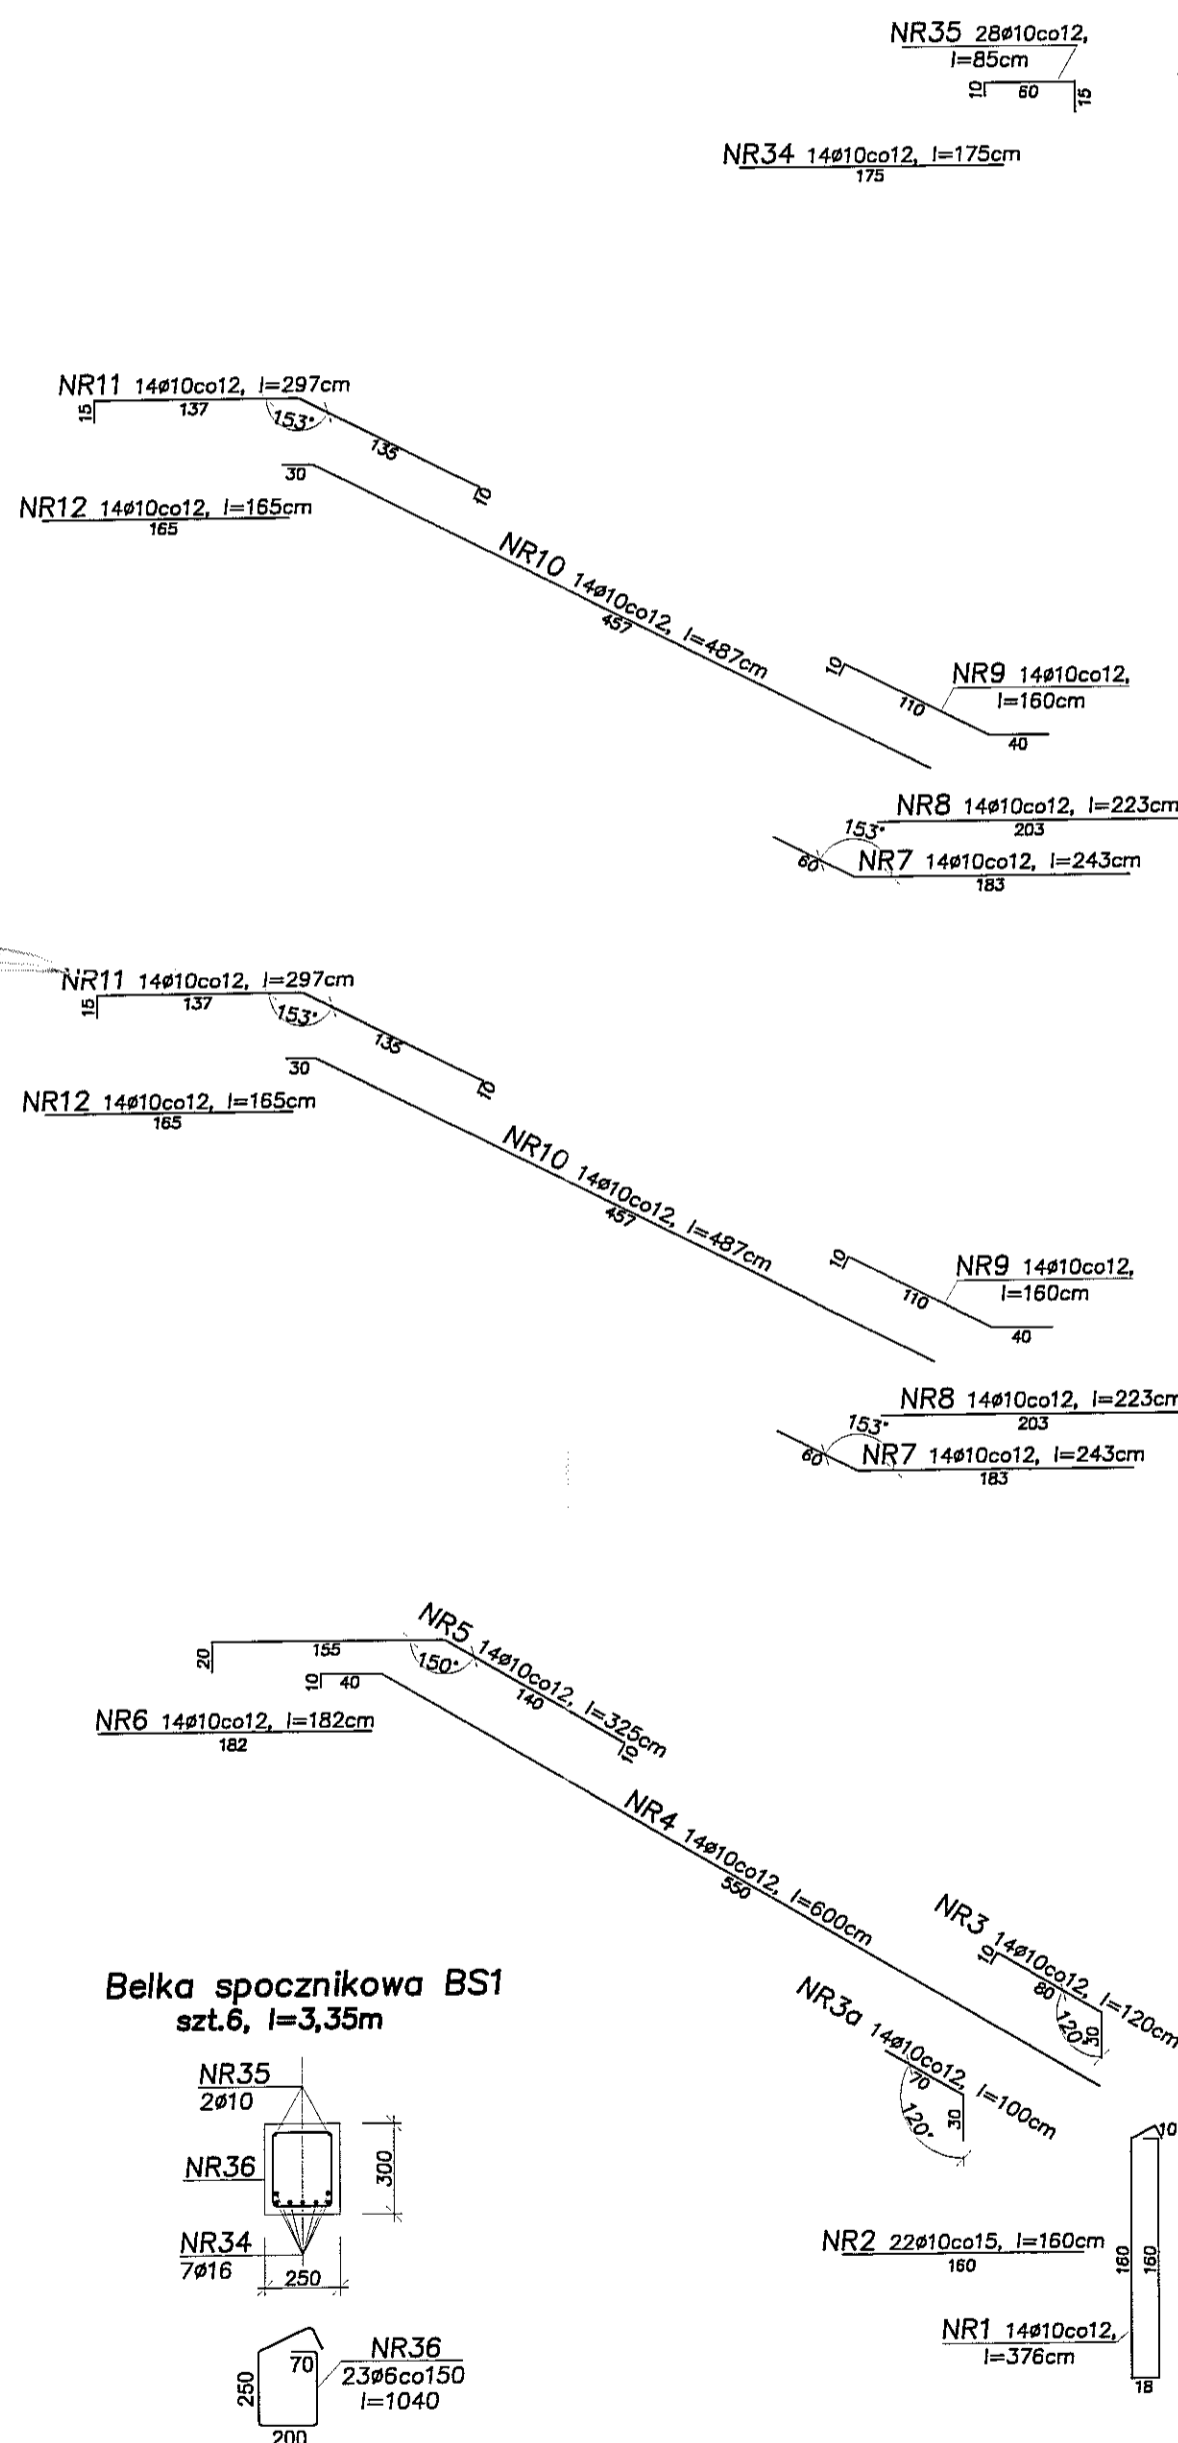 NR35 28ø10co12,
l=85cm
10 60 15
NR34 14ø10co12, l=175cm
175
NR11 14ø10co12, l=297cm
15 137 153° 135 10
30
NR12 14ø10co12, l=165cm
165
NR10 14ø10co12, l=487cm
457
NR9 14ø10co12,
l=160cm
10 110 40
NR8 14ø10co12, l=223cm
203
153°
60 NR7 14ø10co12, l=243cm
183
NR11 14ø10co12, l=297cm
15 137 153° 135 10
30
NR12 14ø10co12, l=165cm
165
NR10 14ø10co12, l=487cm
457
NR9 14ø10co12,
l=160cm
10 110 40
NR8 14ø10co12, l=223cm
203
153°
60 NR7 14ø10co12, l=243cm
183
NR5 14ø10co12, l=325cm
20 155 150° 140 10
10 40
NR6 14ø10co12, l=182cm
182
NR4 14ø10co12, l=600cm
550
NR3 14ø10co12, l=120cm
10 80 120° 30
NR3a 14ø10co12, l=100cm
70 120° 30
Belka spocznikowa BS1
szt.6, l=3,35m
NR35
2ø10
NR36
300
NR34
7ø16
250
NR36
23ø6co150
l=1040
250 70
200
10
NR2 22ø10co15, l=160cm
160
160 160
NR1 14ø10co12,
l=376cm
18